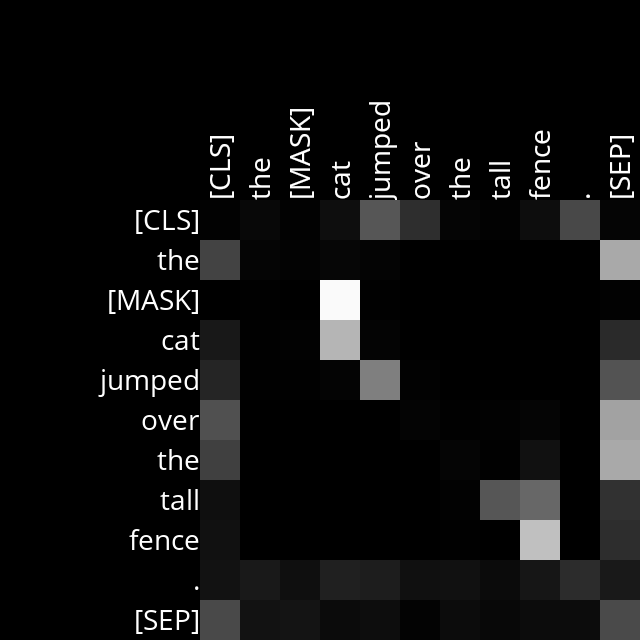 [CLS] the [MASK] cat jumped over the tall fence . [SEP]
[CLS]
the
[MASK]
cat
jumped
over
the
tall
fence
.
[SEP]